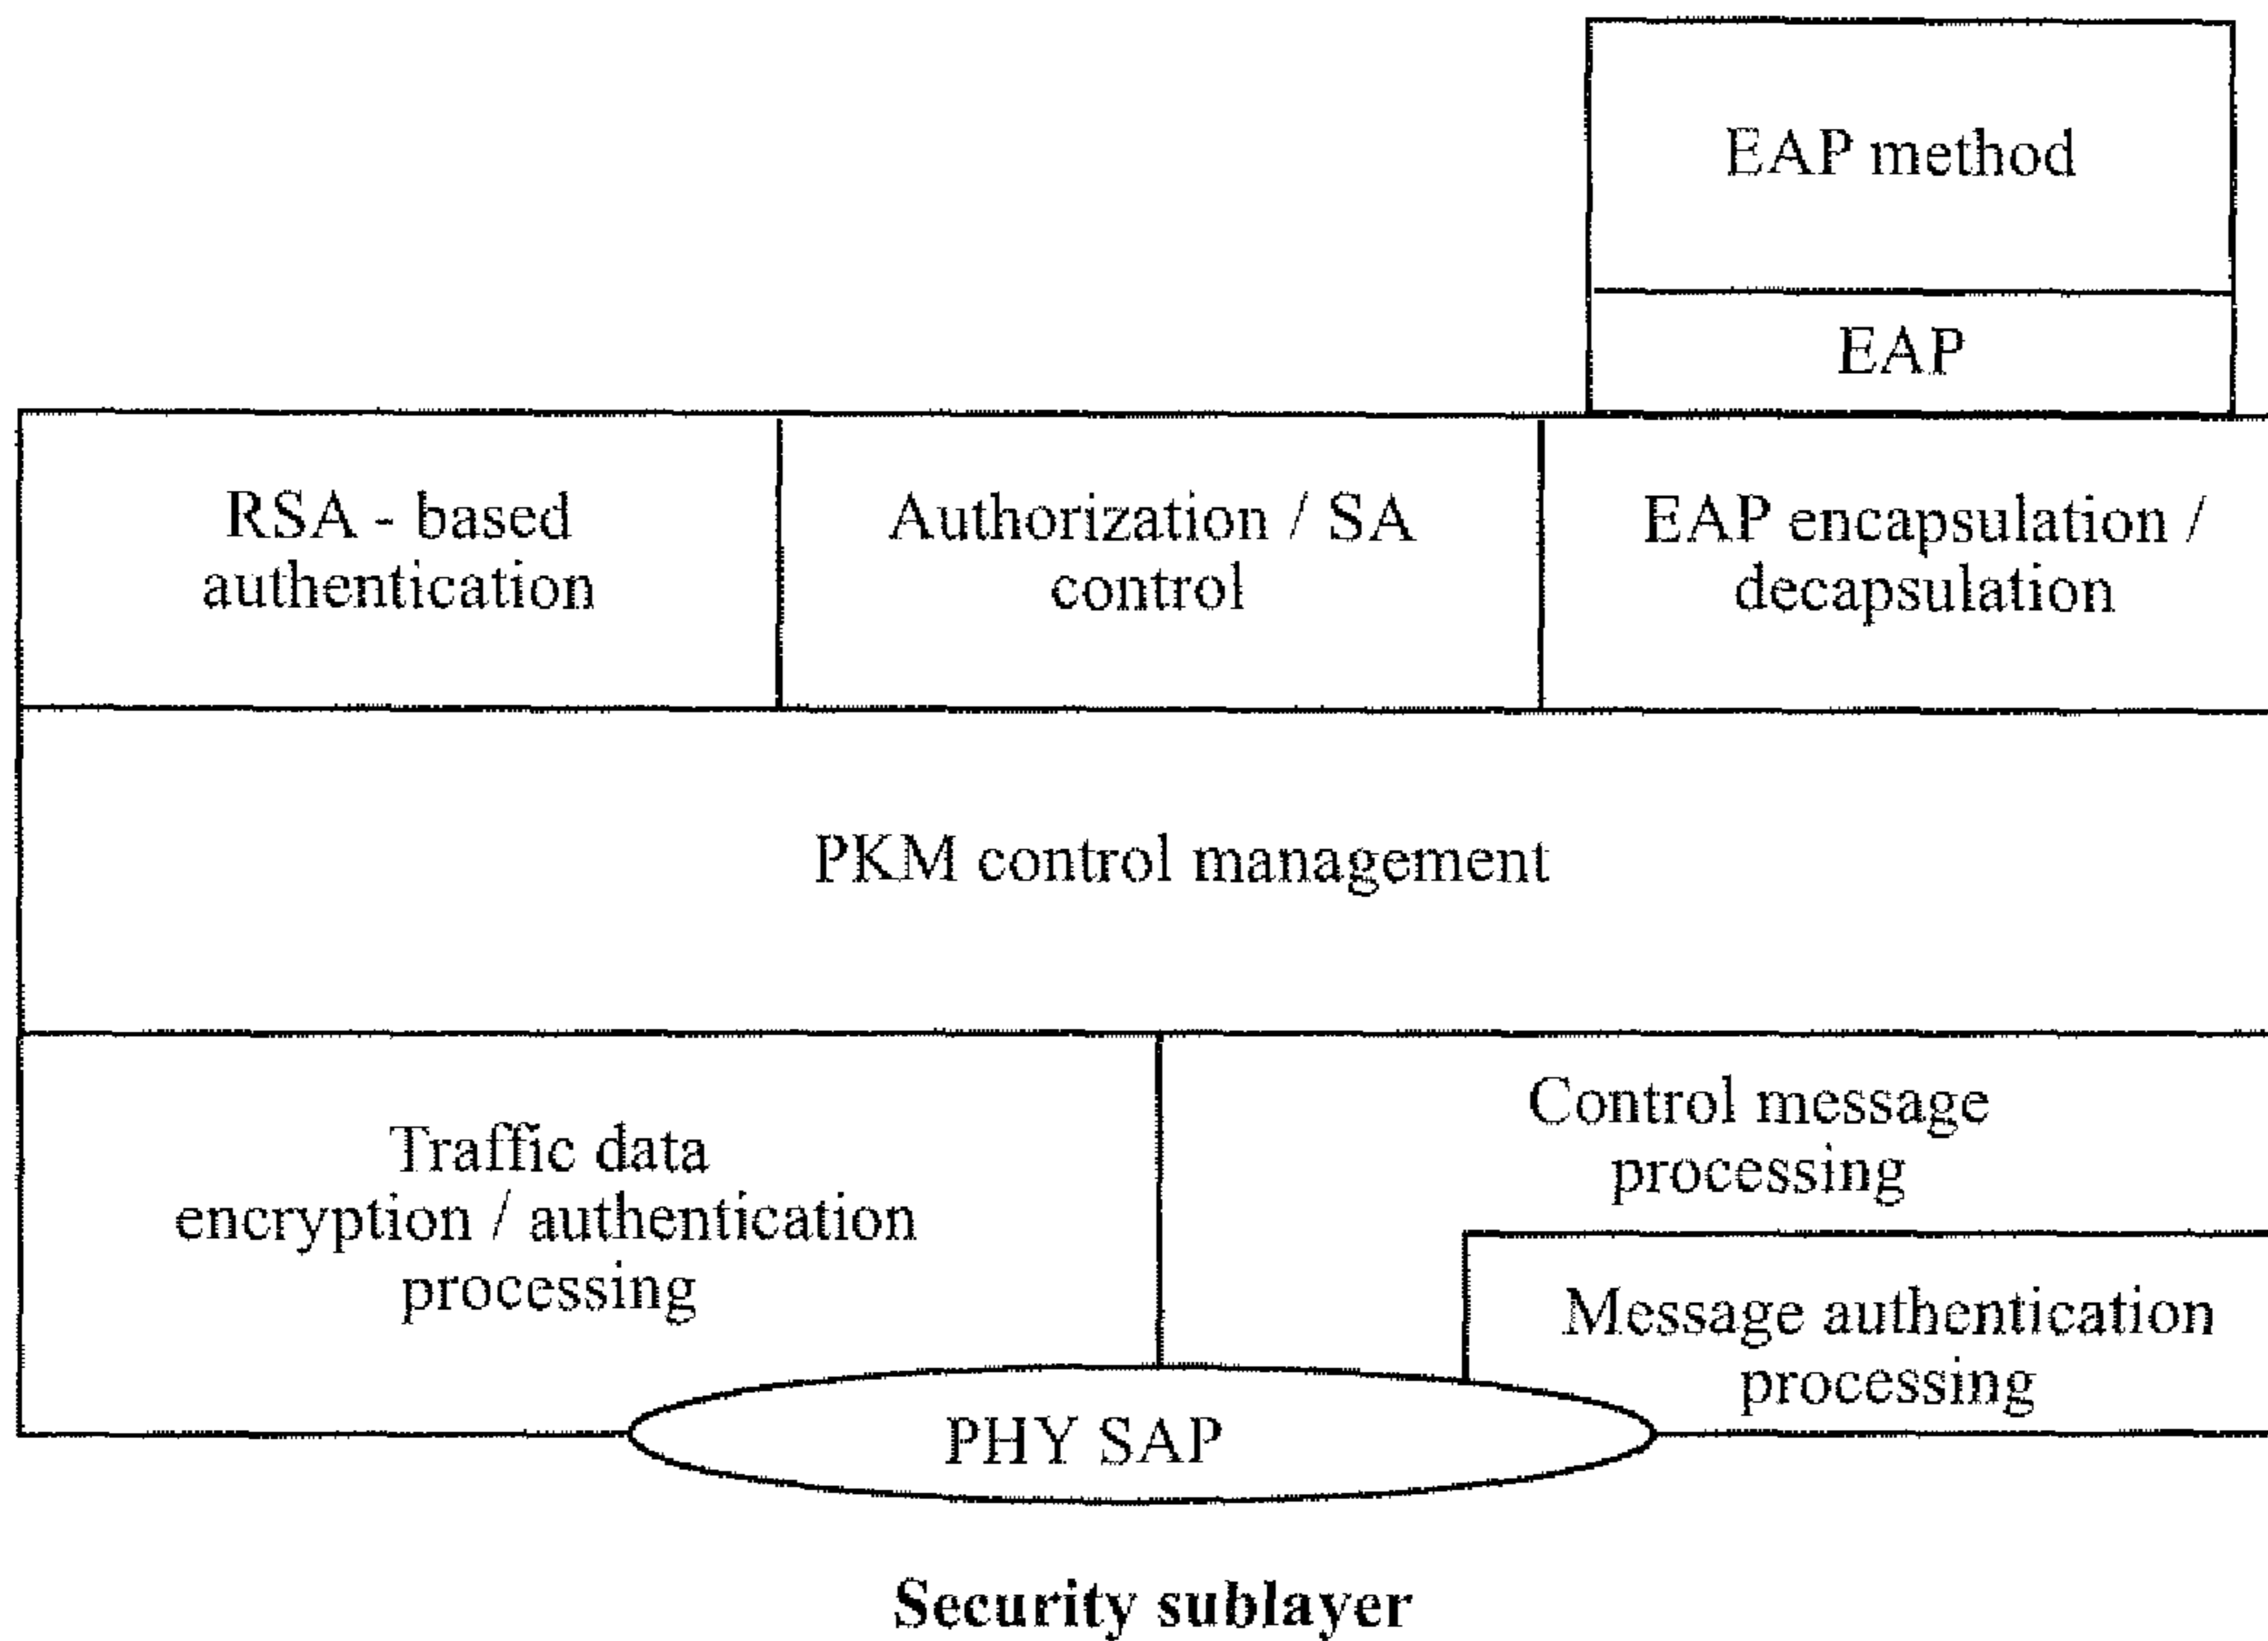 EAP method
EAP
RSA - based
authentication
Authorization / SA
control
EAP encapsulation /
decapsulation
PKM control management
Traffic data
encryption / authentication
processing
Control message
processing
Message authentication
processing
PHY SAP
Security sublayer